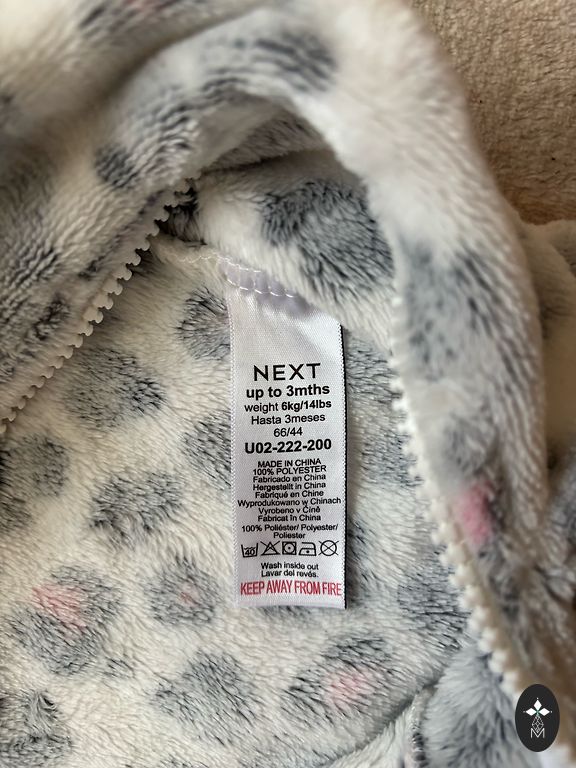 NEXT
up to 3mths
weight 6kg/14lbs
Hasta 3meses
66/44
U02-222-200
MADE IN CHINA
100% POLYESTER
Fabricado en China
Hergestellt in China
Fabriqué en Chine
Wyprodukowano w Chinach
Vyrobeno v Číně
Fabricat în China
100% Poliéster/ Polyester/
Poliester
40
Wash inside out
Lavar del revés.
KEEP AWAY FROM FIRE
M